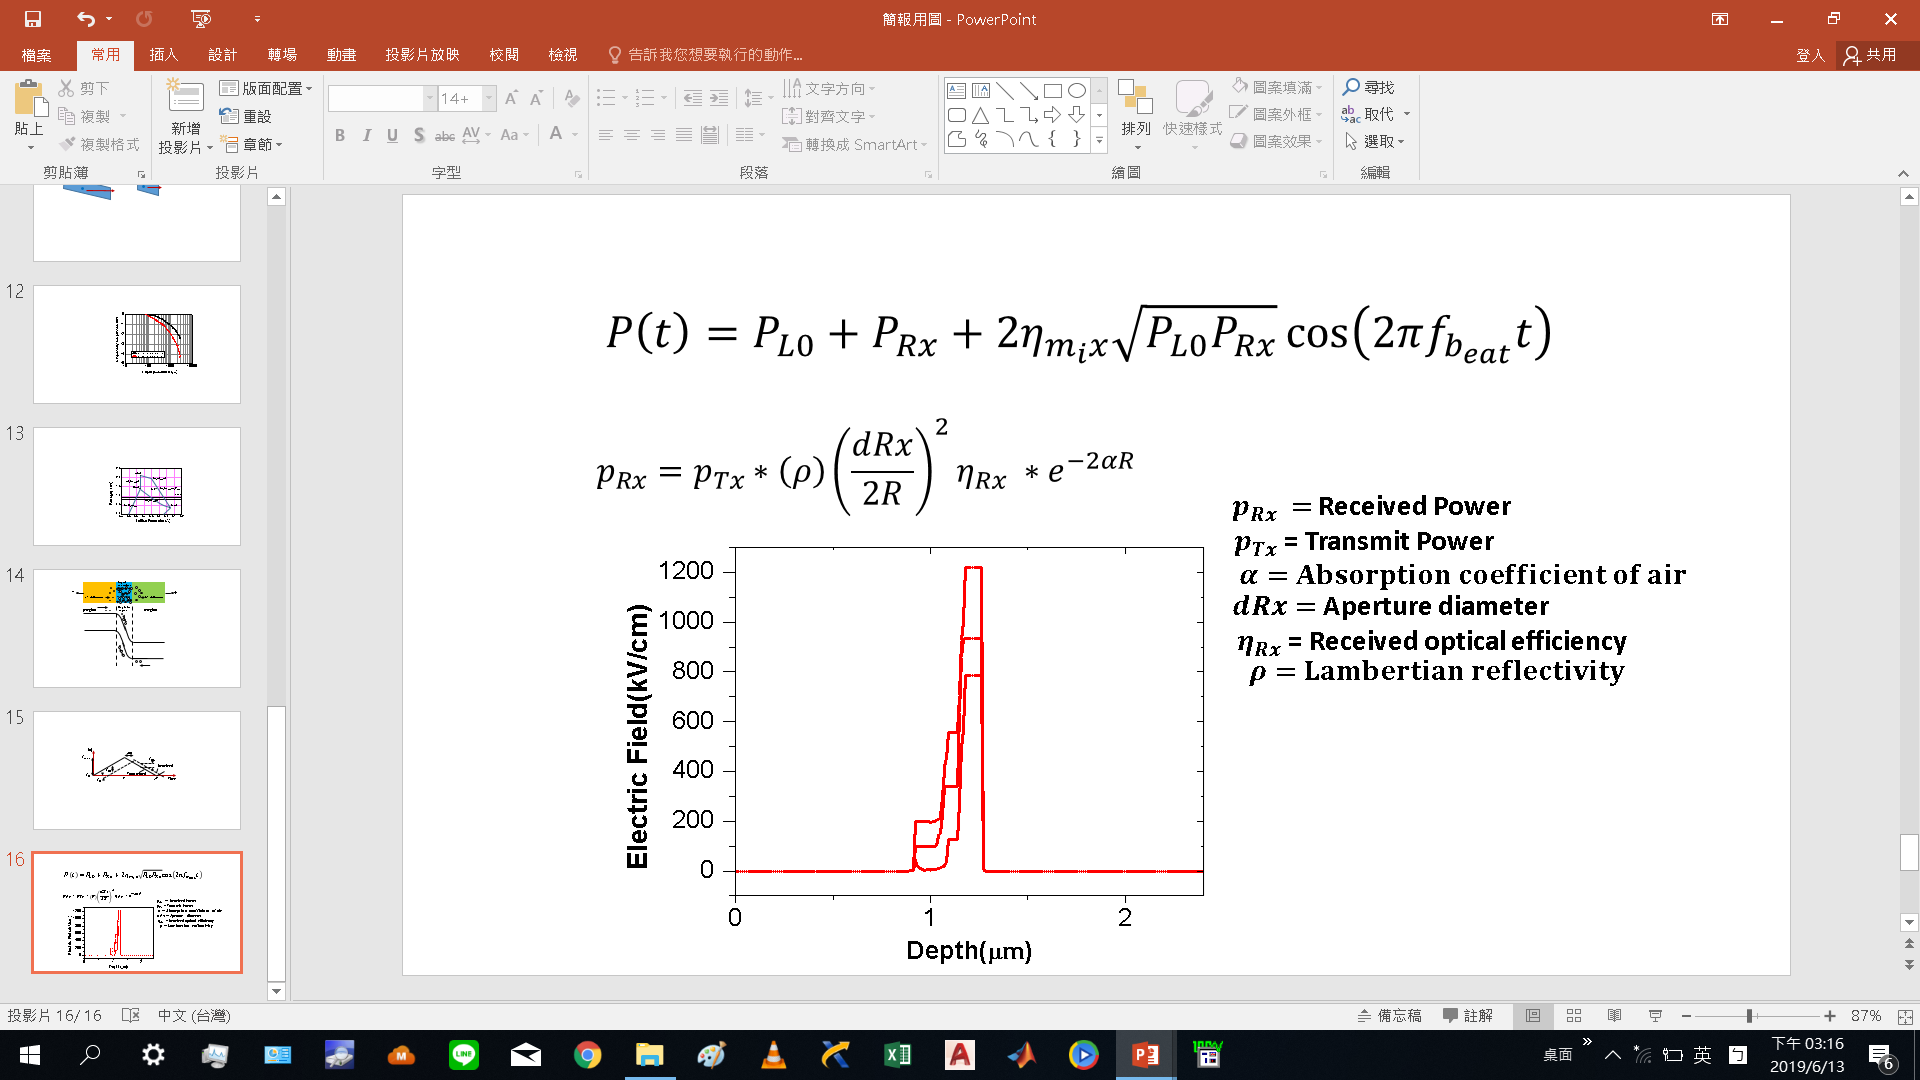 簡報用圖 - PowerPoint
檔案 常用 插入 設計 轉場 動畫 投影片放映 校閱 檢視 告訴我您想要執行的動作... 登入 共用
貼上 剪下 複製 複製格式 剪貼簿
新增投影片 版面配置 重設 章節 投影片
14+ B I U S abc AV Aa A 字型
文字方向 對齊文字 轉換成 SmartArt 段落
排列 快速樣式 圖案填滿 圖案外框 圖案效果 繪圖
尋找 取代 選取 編輯
12
13
14
15
16
P(t) = P_{L0} + P_{Rx} + 2η_{m_i x}√(P_{L0}P_{Rx}) cos(2πf_{b_{eat}}t)
p_{Rx} = p_{Tx} * (ρ)(dRx/2R)^2 η_{Rx} * e^{-2αR}
p_{Rx} = Received Power
p_{Tx} = Transmit Power
α = Absorption coefficient of air
dRx = Aperture diameter
η_{Rx} = Received optical efficiency
ρ = Lambertian reflectivity
Electric Field(kV/cm)
1200
1000
800
600
400
200
0
0 1 2
Depth(μm)
投影片 16/ 16 中文 (台灣) 備忘稿 註解 87%
桌面 英 下午 03:16
2019/6/13 6